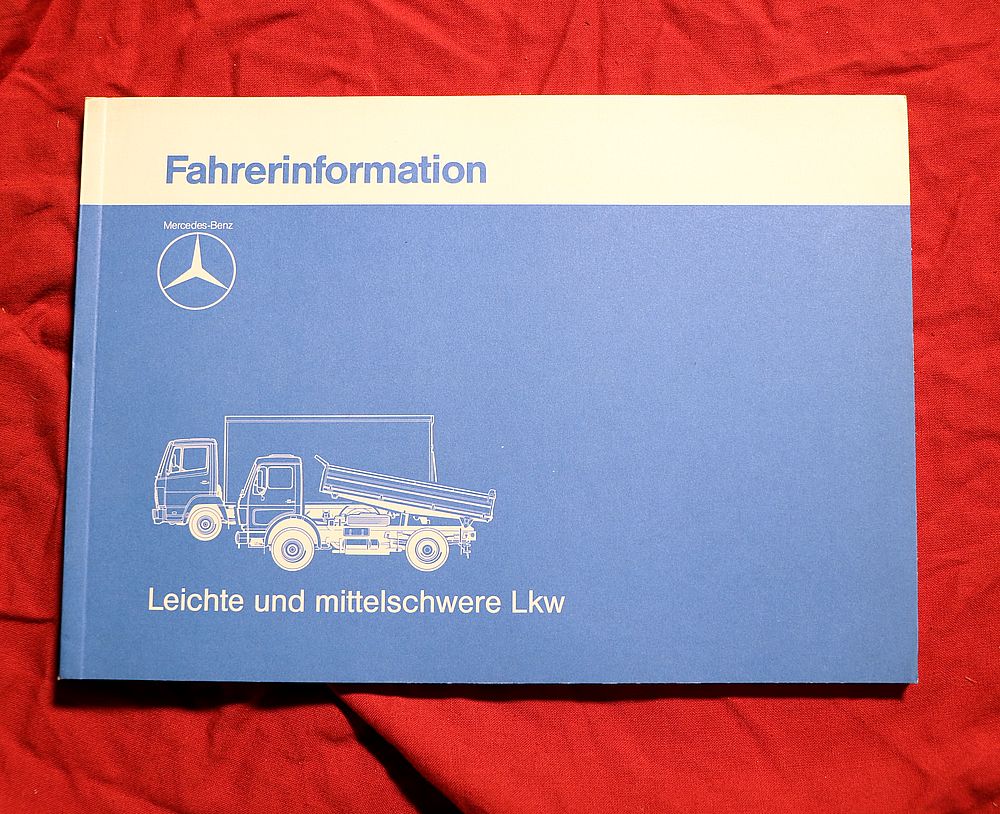 Fahrerinformation
Mercedes-Benz
Leichte und mittelschwere Lkw